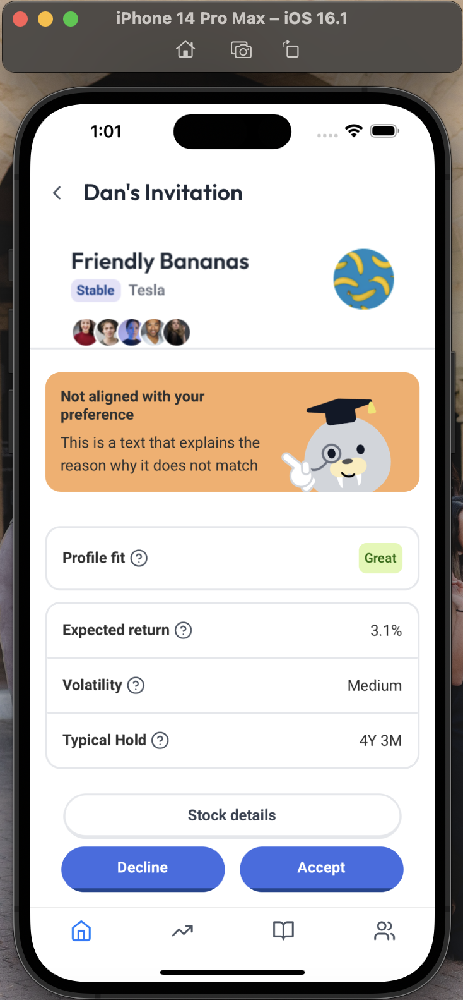 iPhone 14 Pro Max – iOS 16.1
1:01
Dan's Invitation
Friendly Bananas
Stable Tesla
Not aligned with your
preference
This is a text that explains the
reason why it does not match
Profile fit
Great
Expected return
3.1%
Volatility
Medium
Typical Hold
4Y 3M
Stock details
Decline
Accept